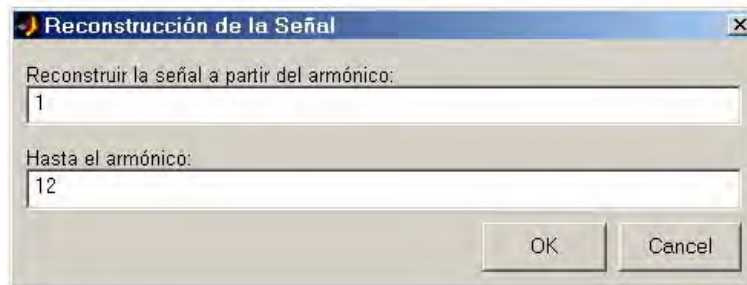 Reconstrucción de la Señal
Reconstruir la señal a partir del armónico:
1
Hasta el armónico:
12
OK Cancel